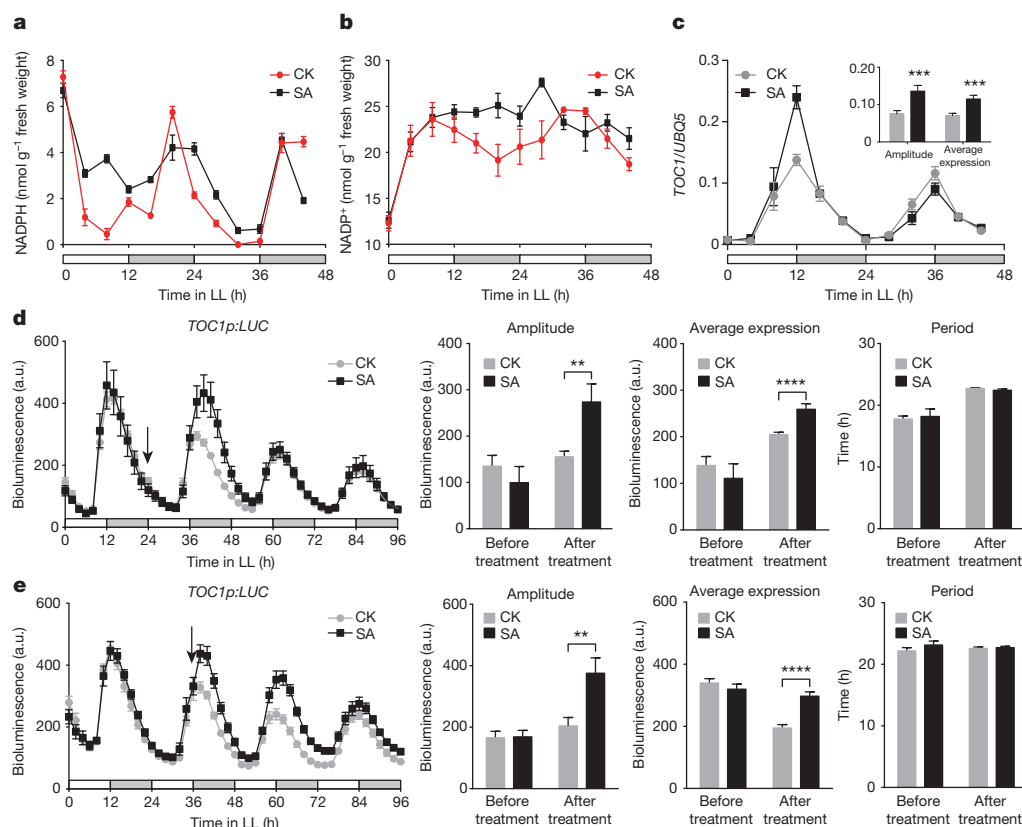 a
NADPH (nmol g⁻¹ fresh weight)
8
6
4
2
0
CK
SA
0 12 24 36 48
Time in LL (h)
b
NADP⁺ (nmol g⁻¹ fresh weight)
30
25
20
15
10
CK
SA
0 12 24 36 48
Time in LL (h)
c
TOC1/UBQ5
0.3
0.2
0.1
0
CK
SA
0.20
0.10
0
*** ***
Amplitude Average
expression
0 12 24 36 48
Time in LL (h)
d
TOC1p:LUC
Bioluminescence (a.u.)
600
400
200
0
CK
SA
0 12 24 36 48 60 72 84 96
Time in LL (h)
Amplitude
Bioluminescence (a.u.)
400
300
200
100
0
CK
SA
**
Before After
treatment treatment
Average expression
Bioluminescence (a.u.)
400
300
200
100
0
CK
SA
****
Before After
treatment treatment
Period
Time (h)
30
20
10
0
CK
SA
Before After
treatment treatment
e
TOC1p:LUC
Bioluminescence (a.u.)
600
400
200
0
CK
SA
0 12 24 36 48 60 72 84 96
Time in LL (h)
Amplitude
Bioluminescence (a.u.)
600
400
200
0
CK
SA
**
Before After
treatment treatment
Average expression
Bioluminescence (a.u.)
600
400
300
200
100
0
CK
SA
****
Before After
treatment treatment
Period
Time (h)
30
20
10
0
CK
SA
Before After
treatment treatment